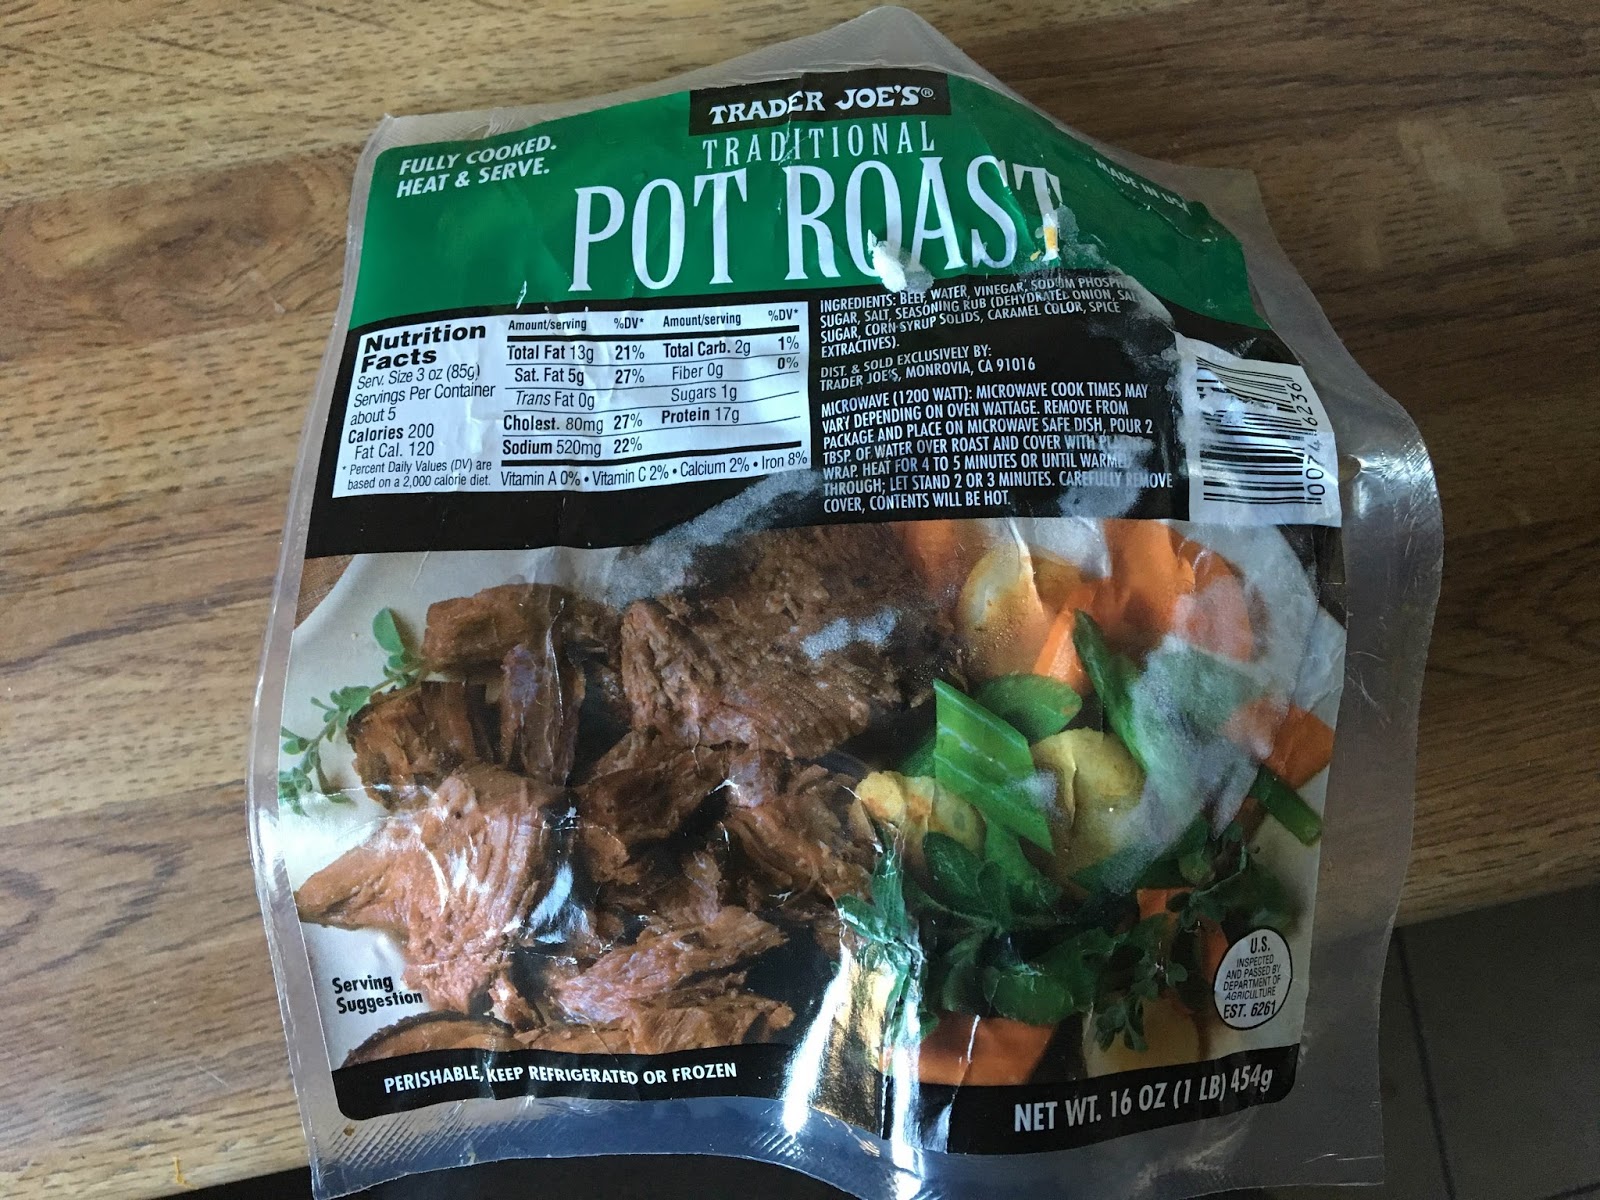 TRADER JOE'S®
TRADITIONAL
POT ROAST
FULLY COOKED.
HEAT & SERVE.
MADE IN USA
Nutrition
Facts
Serv. Size 3 oz (85g)
Servings Per Container
about 5
Calories 200
Fat Cal. 120
* Percent Daily Values (DV) are
based on a 2,000 calorie diet.
Amount/serving %DV* Amount/serving %DV*
Total Fat 13g 21% Total Carb. 2g 1%
Sat. Fat 5g 27% Fiber 0g 0%
Trans Fat 0g Sugars 1g
Cholest. 80mg 27% Protein 17g
Sodium 520mg 22%
Vitamin A 0% • Vitamin C 2% • Calcium 2% • Iron 8%
INGREDIENTS: BEEF, WATER, VINEGAR, SODIUM
SUGAR, SALT, SEASONING RUB (DEHYDRATED ONION,
SUGAR, CORN SYRUP SOLIDS, CARAMEL COLOR, SPICE
EXTRACTIVES).
DIST. & SOLD EXCLUSIVELY BY:
TRADER JOE'S, MONROVIA, CA 91016
MICROWAVE (1200 WATT): MICROWAVE COOK TIMES MAY
VARY DEPENDING ON OVEN WATTAGE. REMOVE FROM
PACKAGE AND PLACE ON MICROWAVE SAFE DISH, POUR 2
TBSP. OF WATER OVER ROAST AND COVER WITH PLASTIC
WRAP. HEAT FOR 4 TO 5 MINUTES OR UNTIL WARMED
THROUGH; LET STAND 2 OR 3 MINUTES. CAREFULLY REMOVE
COVER, CONTENTS WILL BE HOT.
Serving
Suggestion
U.S.
INSPECTED
AND PASSED BY
DEPARTMENT OF
AGRICULTURE
EST. 6261
PERISHABLE, KEEP REFRIGERATED OR FROZEN
NET WT. 16 OZ (1 LB) 454g